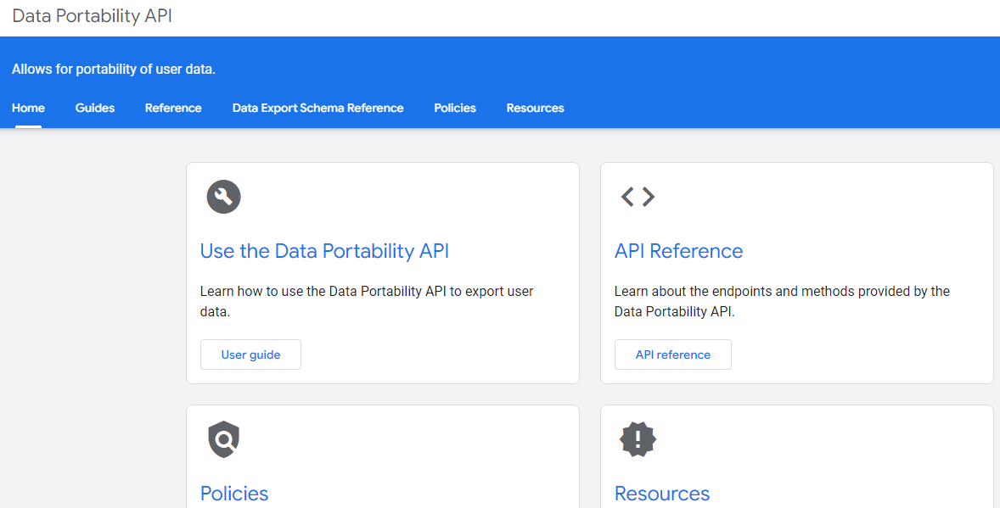 Data Portability API
Allows for portability of user data.
Home Guides Reference Data Export Schema Reference Policies Resources
Use the Data Portability API
Learn how to use the Data Portability API to export user
data.
User guide
API Reference
Learn about the endpoints and methods provided by the
Data Portability API.
API reference
Policies
Resources